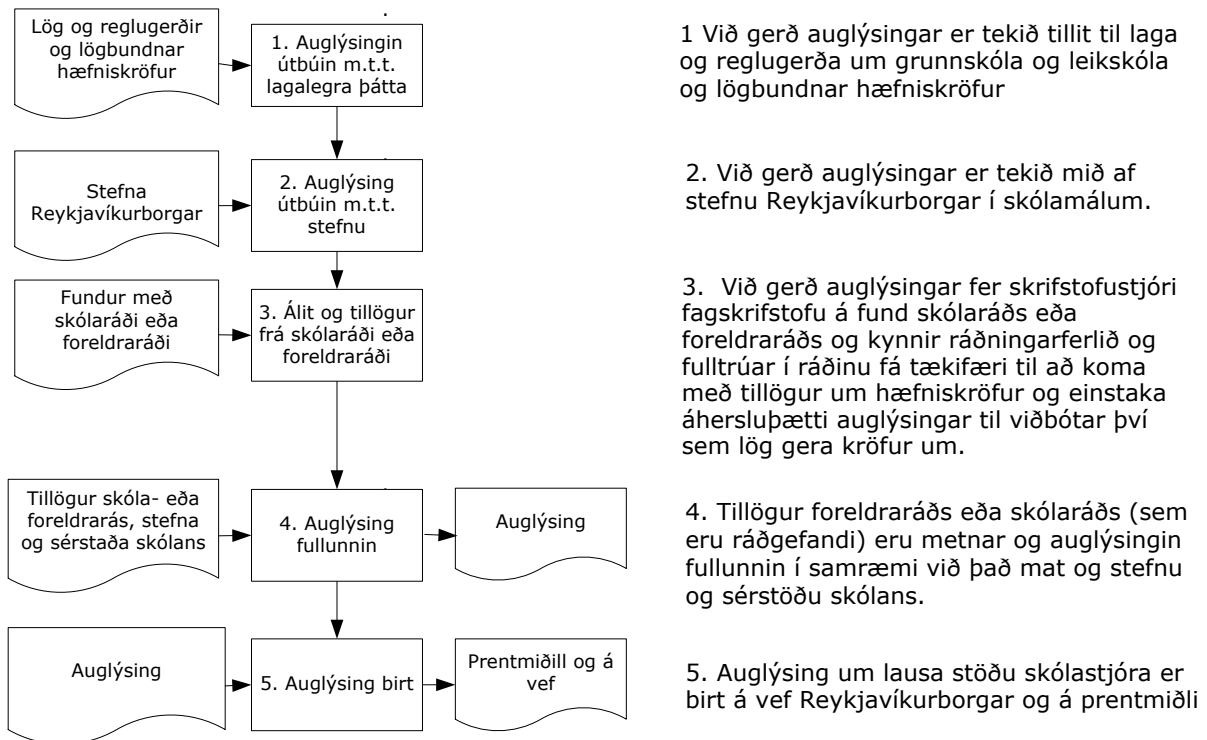 Lög og reglugerðir
og lögbundnar
hæfniskröfur
1. Auglýsingin
útbúin m.t.t.
lagalegra þátta
1 Við gerð auglýsingar er tekið tillit til laga
og reglugerða um grunnskóla og leikskóla
og lögbundnar hæfniskröfur
Stefna
Reykjavíkurborgar
2. Auglýsing
útbúin m.t.t.
stefnu
2. Við gerð auglýsingar er tekið mið af
stefnu Reykjavíkurborgar í skólamálum.
Fundur með
skólaráði eða
foreldraráði
3. Álit og tillögur
frá skólaráði eða
foreldraráði
3. Við gerð auglýsingar fer skrifstofustjóri
fagskrifstofu á fund skólaráðs eða
foreldraráðs og kynnir ráðningarferlið og
fulltrúar í ráðinu fá tækifæri til að koma
með tillögur um hæfniskröfur og einstaka
áhersluþætti auglýsingar til viðbótar því
sem lög gera kröfur um.
Tillögur skóla- eða
foreldrarás, stefna
og sérstaða skólans
4. Auglýsing
fullunnin
Auglýsing
4. Tillögur foreldraráðs eða skólaráðs (sem
eru ráðgefandi) eru metnar og auglýsingin
fullunnin í samræmi við það mat og stefnu
og sérstöðu skólans.
Auglýsing
5. Auglýsing birt
Prentmiðill og á
vef
5. Auglýsing um lausa stöðu skólastjóra er
birt á vef Reykjavíkurborgar og á prentmiðli